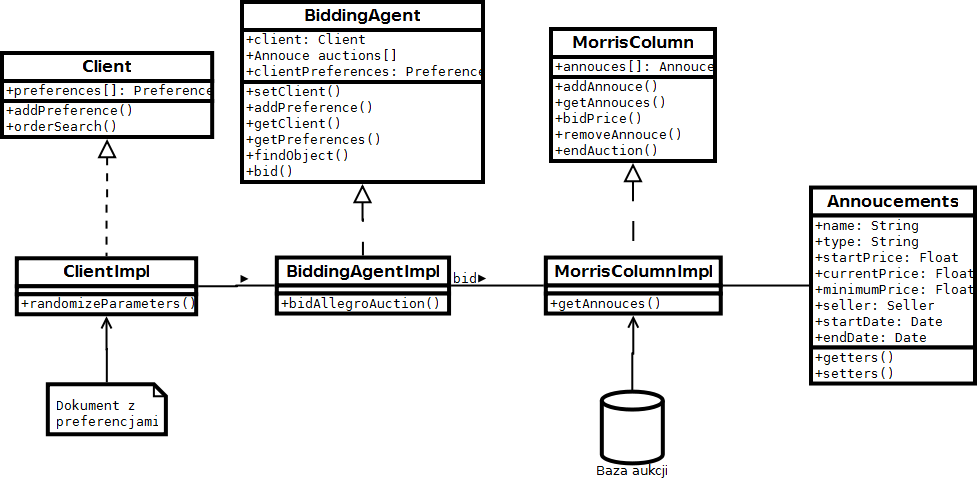 Client
+preferences[]: Preference
+addPreference()
+orderSearch()
BiddingAgent
+client: Client
+Annouce auctions[]
+clientPreferences: Preference
+setClient()
+addPreference()
+getClient()
+getPreferences()
+findObject()
+bid()
MorrisColumn
+annouces[]: Annouce
+addAnnouce()
+getAnnouces()
+bidPrice()
+removeAnnouce()
+endAuction()
Annoucements
+name: String
+type: String
+startPrice: Float
+currentPrice: Float
+minimumPrice: Float
+seller: Seller
+startDate: Date
+endDate: Date
+getters()
+setters()
ClientImpl
+randomizeParameters()
BiddingAgentImpl
+bidAllegroAuction()
bid
MorrisColumnImpl
+getAnnouces()
Dokument z
preferencjami
Baza aukcji